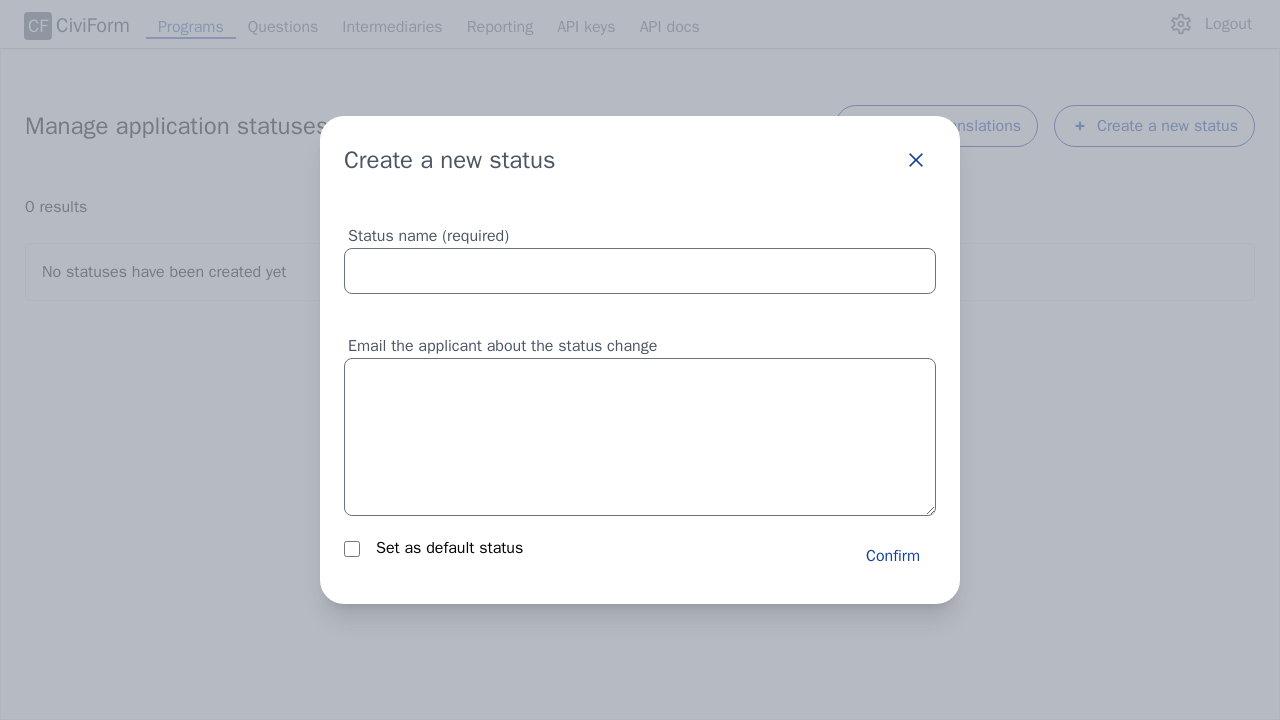 CF CiviForm Programs Questions Intermediaries Reporting API keys API docs Logout
Manage application statuses
nslations
+ Create a new status
0 results
No statuses have been created yet
Create a new status
Status name (required)
Email the applicant about the status change
Set as default status
Confirm